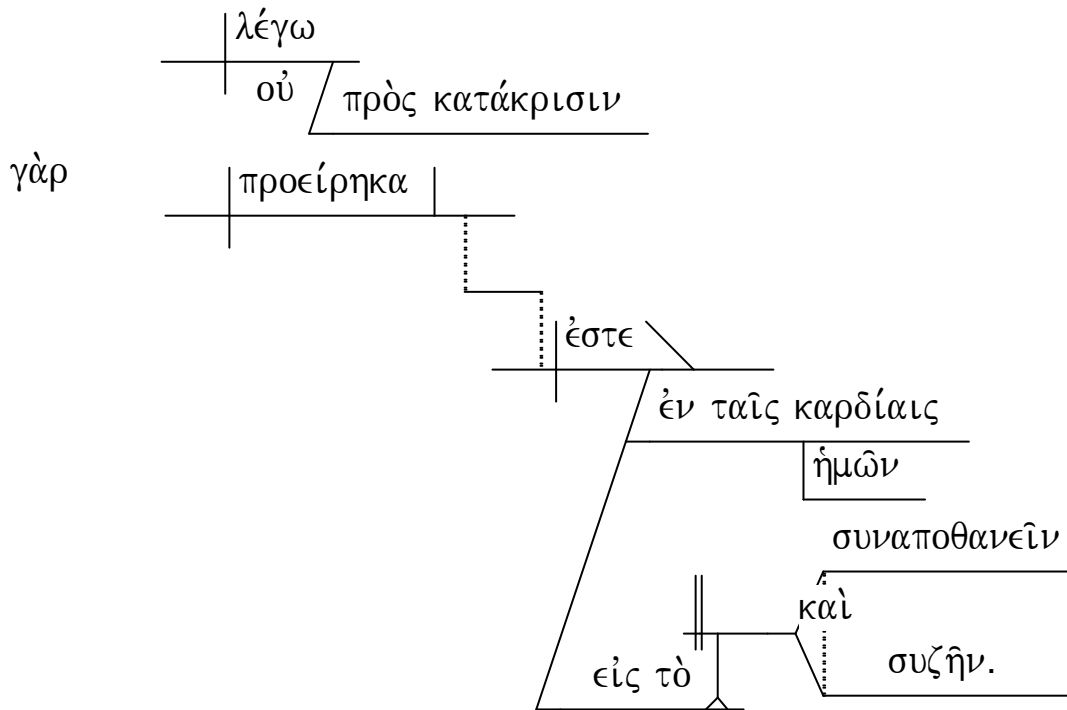 λέγω
οὐ
πρὸς κατάκρισιν
γὰρ
προείρηκα
ἐστε
ἐν ταῖς καρδίαις
ἡμῶν
συναποθανεῖν
καὶ
εἰς τὸ
συζῆν.